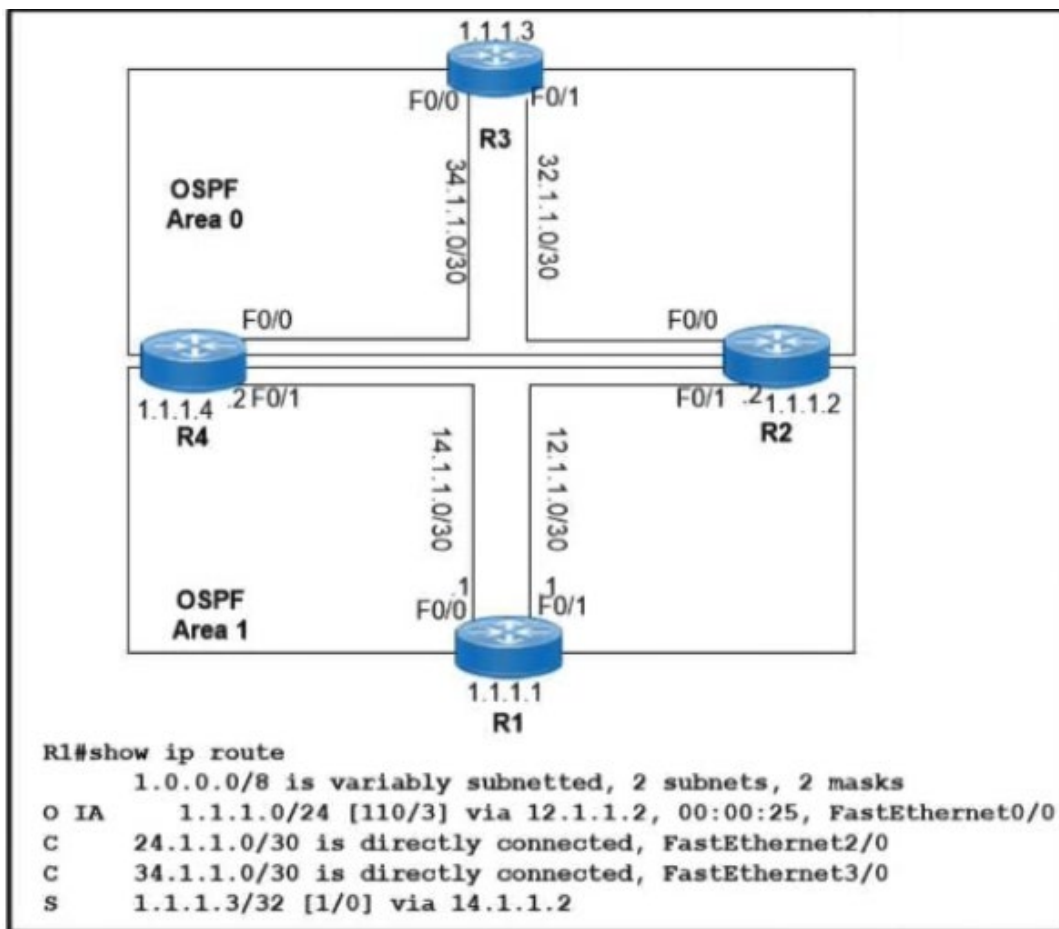 1.1.1.3
F0/0
F0/1
R3
34.1.1.0/30
32.1.1.0/30
OSPF
Area 0
F0/0
F0/0
1.1.1.4
.2
F0/1
R4
F0/1
.2
1.1.1.2
R2
14.1.1.0/30
12.1.1.0/30
OSPF
Area 1
.1
F0/0
.1
F0/1
1.1.1.1
R1
R1#show ip route
1.0.0.0/8 is variably subnetted, 2 subnets, 2 masks
O IA 1.1.1.0/24 [110/3] via 12.1.1.2, 00:00:25, FastEthernet0/0
C 24.1.1.0/30 is directly connected, FastEthernet2/0
C 34.1.1.0/30 is directly connected, FastEthernet3/0
S 1.1.1.3/32 [1/0] via 14.1.1.2